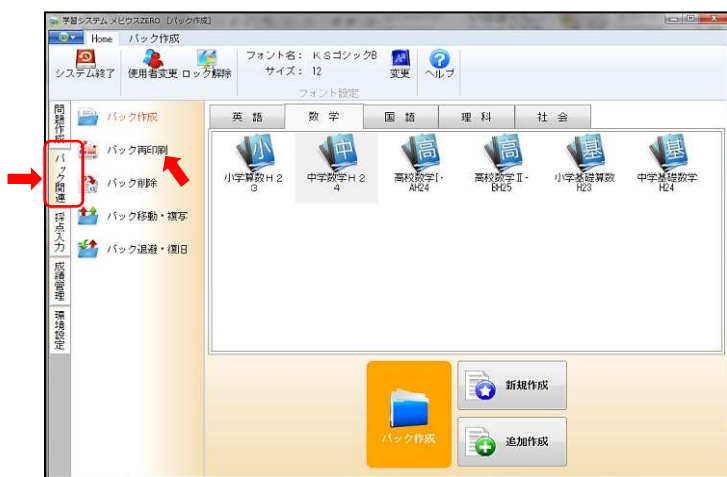 学習システム メビウスZERO [パック作成]
Home パック作成
システム終了 使用者変更 ロック解除 フォント名： ＫＳゴシック8 サイズ： 12 変更 ヘルプ
フォント設定
問題作成
パック関連
採点入力
成績管理
環境設定
パック作成
パック再印刷
パック削除
パック移動・複写
パック退避・復旧
英 語 数 学 国 語 理 科 社 会
小学算数Ｈ２３
中学数学Ｈ２４
高校数学Ⅰ・AH24
高校数学Ⅱ・BH25
小学基礎算数H23
中学基礎数学H24
パック作成
新規作成
追加作成